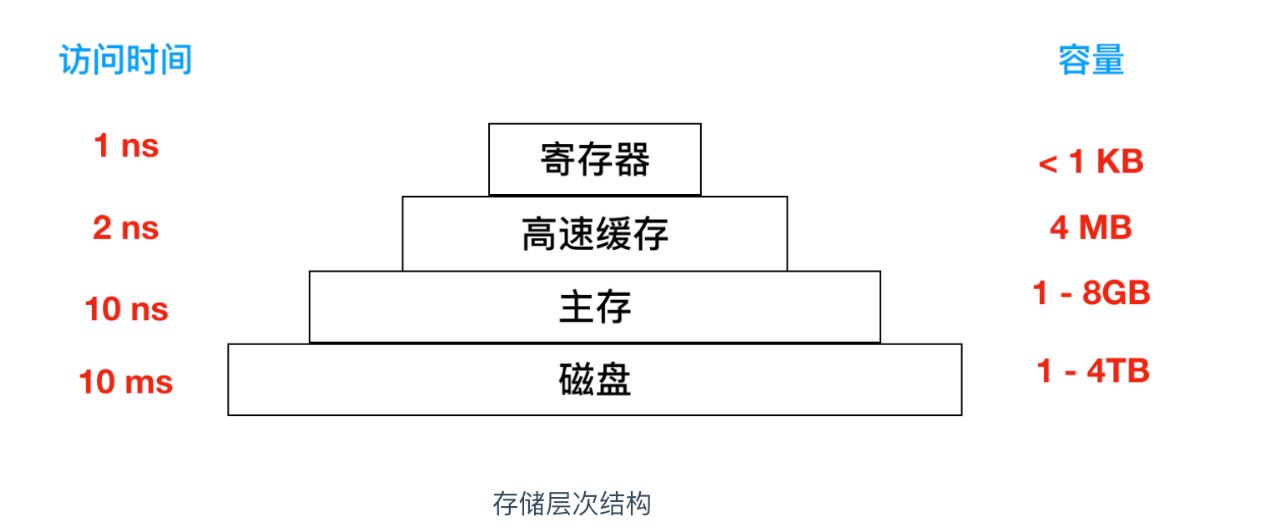 访问时间 容量
1 ns 寄存器 < 1 KB
2 ns 高速缓存 4 MB
10 ns 主存 1 - 8GB
10 ms 磁盘 1 - 4TB
存储层次结构